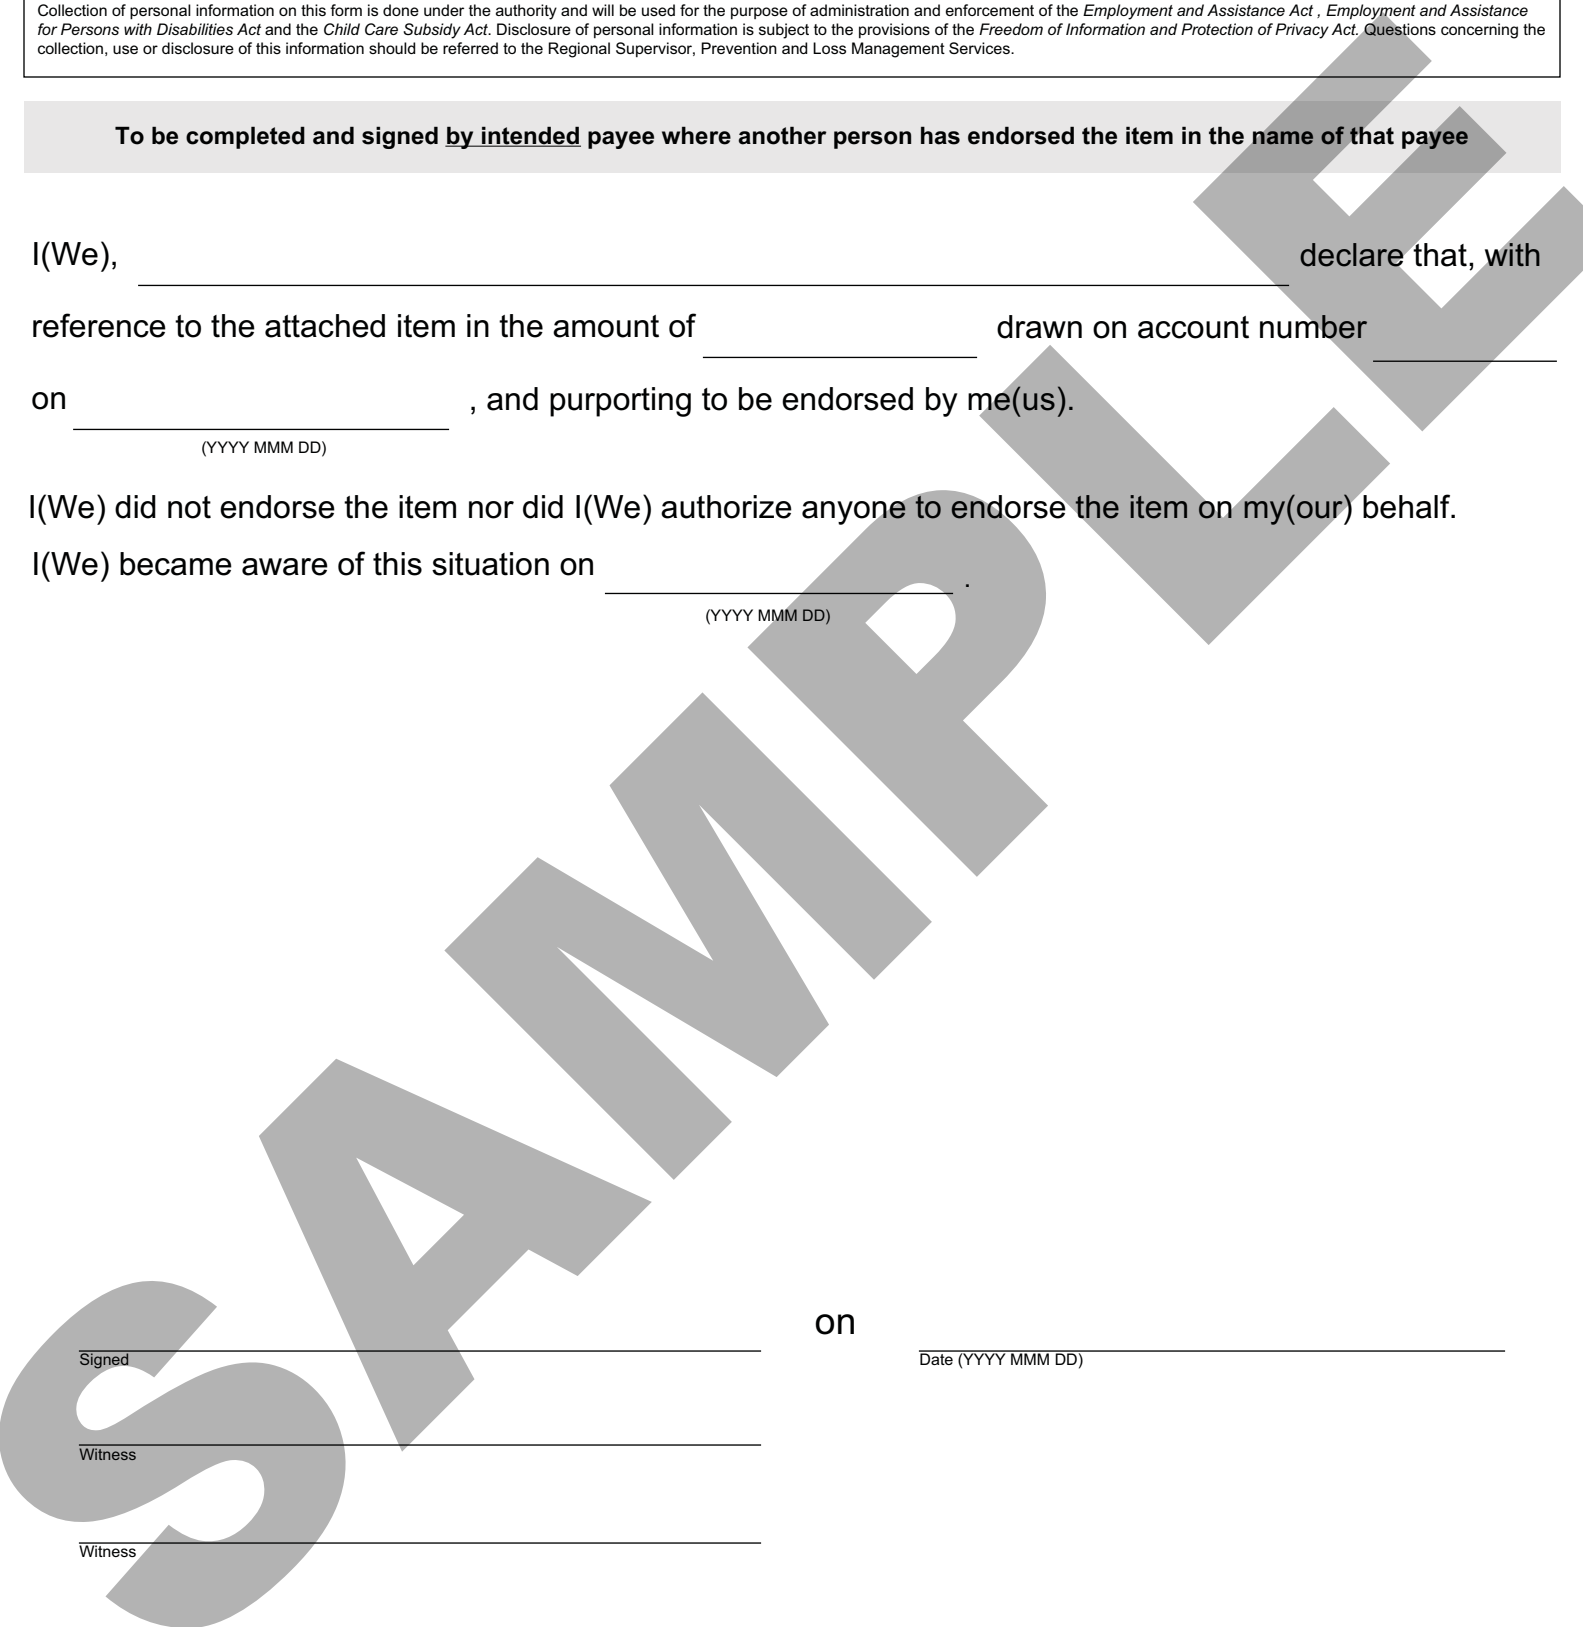 Collection of personal information on this form is done under the authority and will be used for the purpose of administration and enforcement of the Employment and Assistance Act , Employment and Assistance
for Persons with Disabilities Act and the Child Care Subsidy Act. Disclosure of personal information is subject to the provisions of the Freedom of Information and Protection of Privacy Act. Questions concerning the
collection, use or disclosure of this information should be referred to the Regional Supervisor, Prevention and Loss Management Services.
To be completed and signed by intended payee where another person has endorsed the item in the name of that payee
I(We), declare that, with
reference to the attached item in the amount of drawn on account number
on , and purporting to be endorsed by me(us).
(YYYY MMM DD)
I(We) did not endorse the item nor did I(We) authorize anyone to endorse the item on my(our) behalf.
I(We) became aware of this situation on .
(YYYY MMM DD)
on
Signed Date (YYYY MMM DD)
Witness
Witness
SAMPLE